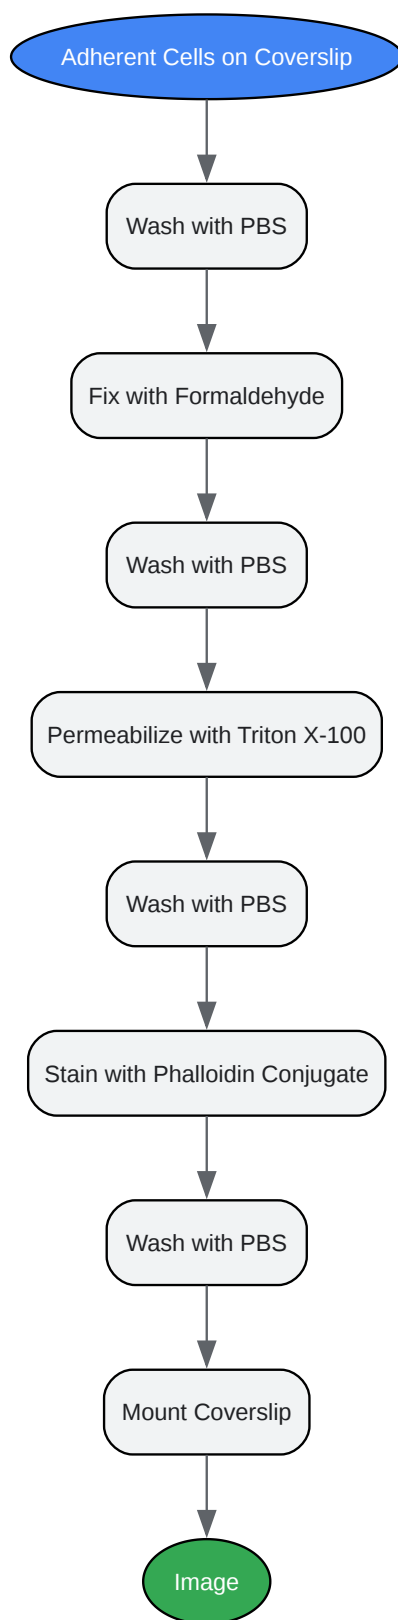 Adherent Cells on Coverslip
Wash with PBS
Fix with Formaldehyde
Wash with PBS
Permeabilize with Triton X-100
Wash with PBS
Stain with Phalloidin Conjugate
Wash with PBS
Mount Coverslip
Image